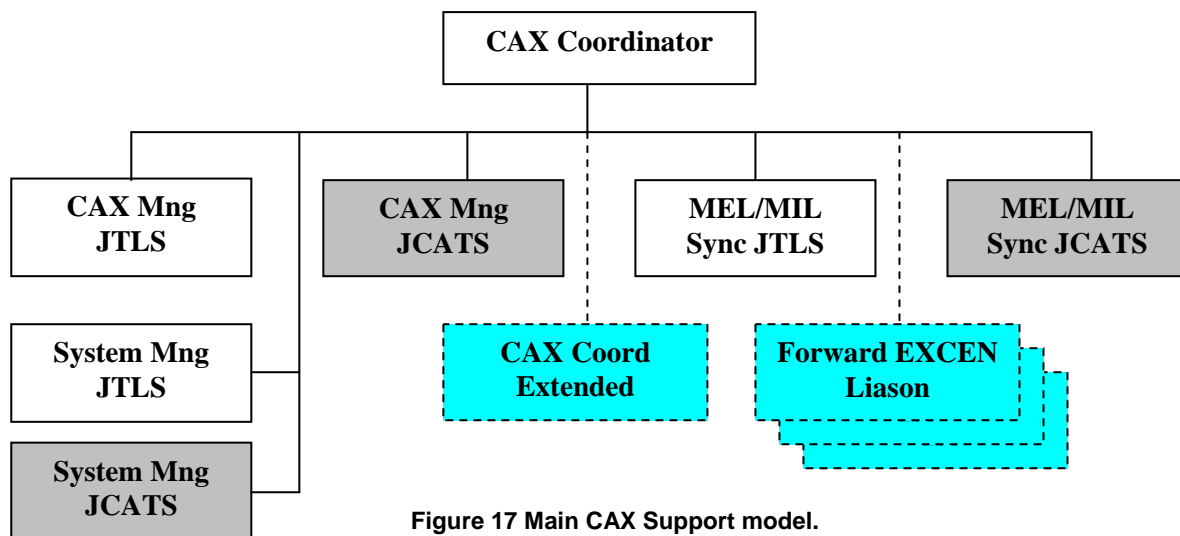 CAX Coordinator
CAX Mng
JTLS
CAX Mng
JCATS
MEL/MIL
Sync JTLS
MEL/MIL
Sync JCATS
System Mng
JTLS
CAX Coord
Extended
Forward EXCEN
Liason
System Mng
JCATS
Figure 17 Main CAX Support model.